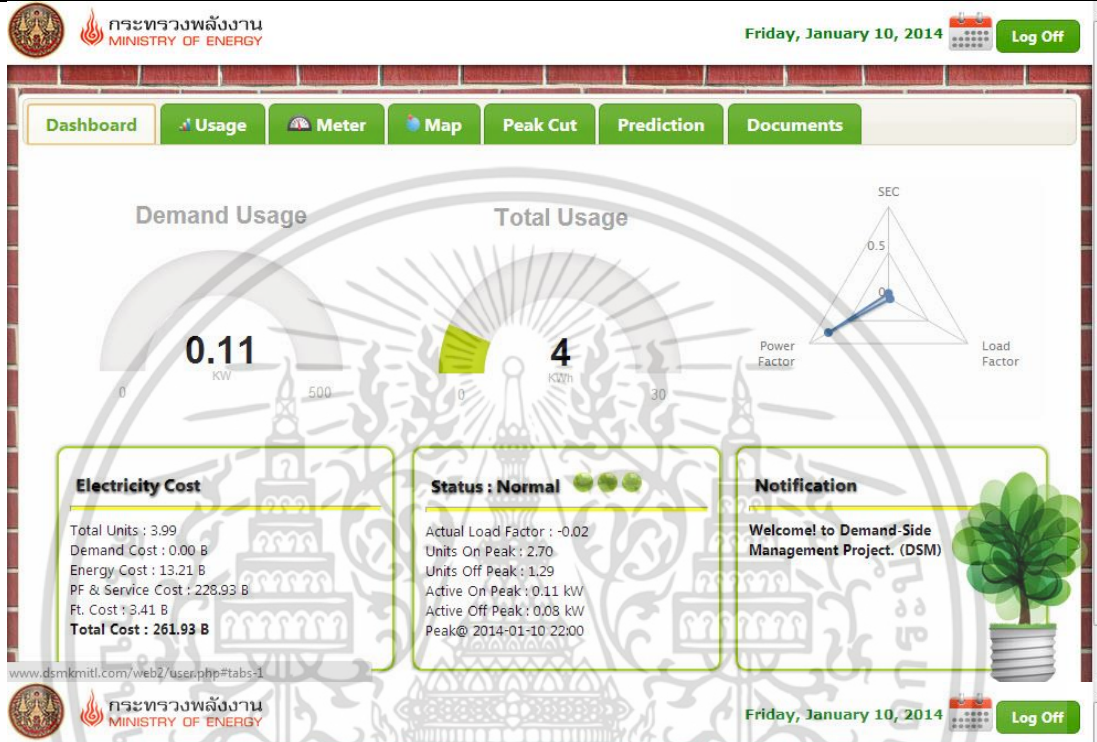 กระทรวงพลังงาน
MINISTRY OF ENERGY
Friday, January 10, 2014
Log Off
Dashboard
Usage
Meter
Map
Peak Cut
Prediction
Documents
Demand Usage
0.11
KW
0
500
Total Usage
4
KWh
0
30
SEC
0.5
0
Power
Factor
Load
Factor
Electricity Cost
Total Units : 3.99
Demand Cost : 0.00 B
Energy Cost : 13.21 B
PF & Service Cost : 228.93 B
Ft. Cost : 3.41 B
Total Cost : 261.93 B
Status : Normal
Actual Load Factor : -0.02
Units On Peak : 2.70
Units Off Peak : 1.29
Active On Peak : 0.11 kW
Active Off Peak : 0.08 kW
Peak@ 2014-01-10 22:00
Notification
Welcome! to Demand-Side
Management Project. (DSM)
www.dsmkmitl.com/web2/user.php#tabs-1
กระทรวงพลังงาน
MINISTRY OF ENERGY
Friday, January 10, 2014
Log Off